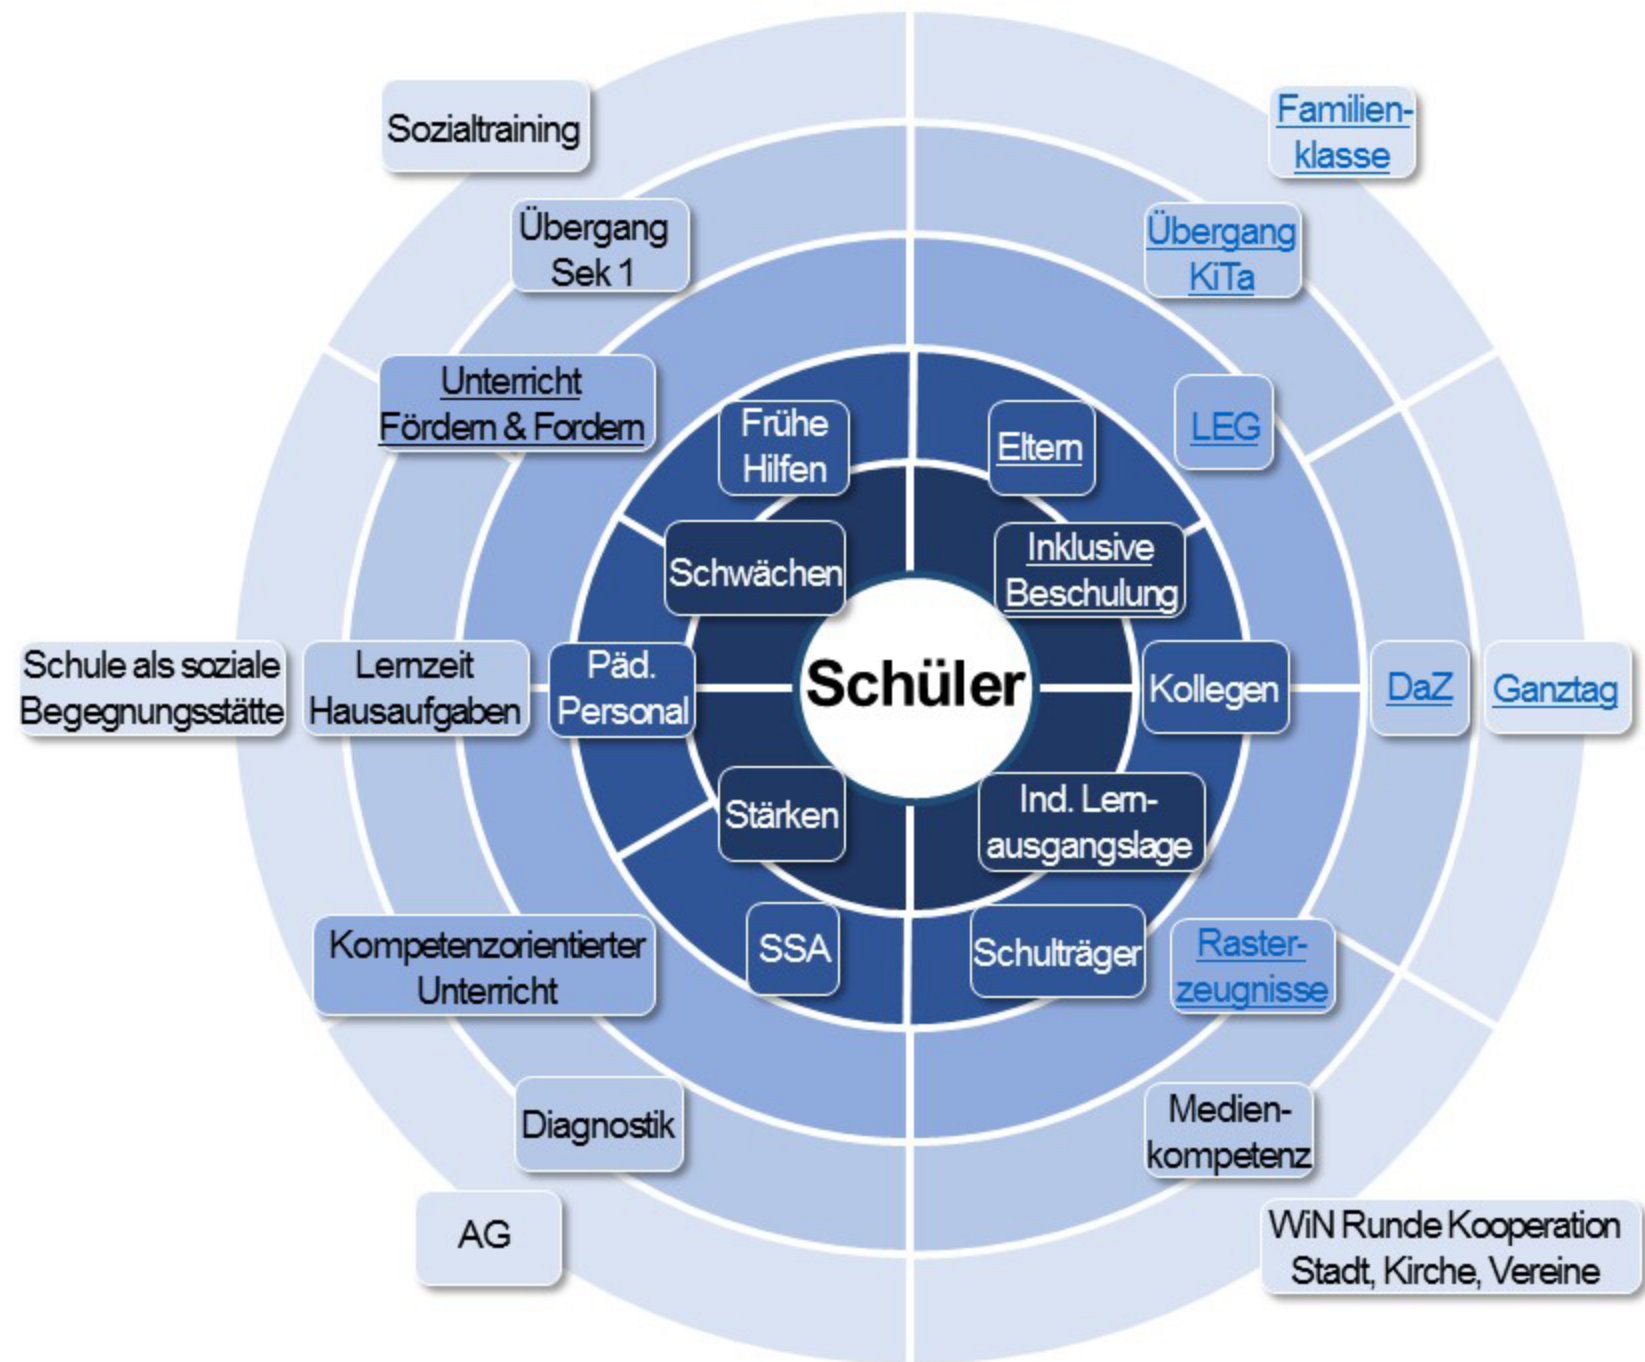 Sozialtraining
Familien-
klasse
Übergang
Sek 1
Übergang
KiTa
Unterricht
Fördern & Fordern
Frühe
Hilfen
Eltern
LEG
Schwächen
Inklusive
Beschulung
Schule als soziale
Begegnungsstätte
Lernzeit
Hausaufgaben
Päd.
Personal
Schüler
Kollegen
DaZ
Ganztag
Stärken
Ind. Lern-
ausgangslage
Kompetenzorientierter
Unterricht
SSA
Schulträger
Raster-
zeugnisse
Diagnostik
Medien-
kompetenz
AG
WiN Runde Kooperation
Stadt, Kirche, Vereine